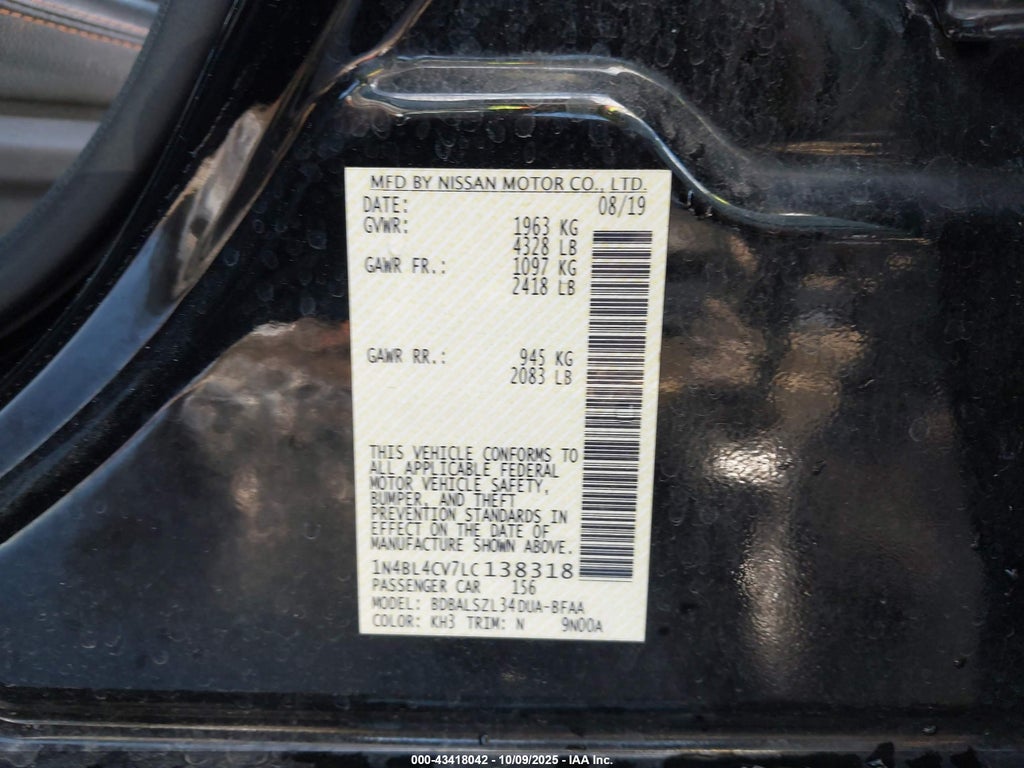 MFD BY NISSAN MOTOR CO., LTD.
DATE: 08/19
GVWR: 1963 KG
4328 LB
GAWR FR.: 1097 KG
2418 LB
GAWR RR.: 945 KG
2083 LB
THIS VEHICLE CONFORMS TO
ALL APPLICABLE FEDERAL
MOTOR VEHICLE SAFETY,
BUMPER, AND THEFT
PREVENTION STANDARDS IN
EFFECT ON THE DATE OF
MANUFACTURE SHOWN ABOVE.
1N4BL4CV7LC138318
PASSENGER CAR 156
MODEL: BDBALSZL34DUA-BFAA
COLOR: KH3 TRIM: N 9N00A
000-43418042 - 10/09/2025 - IAA Inc.